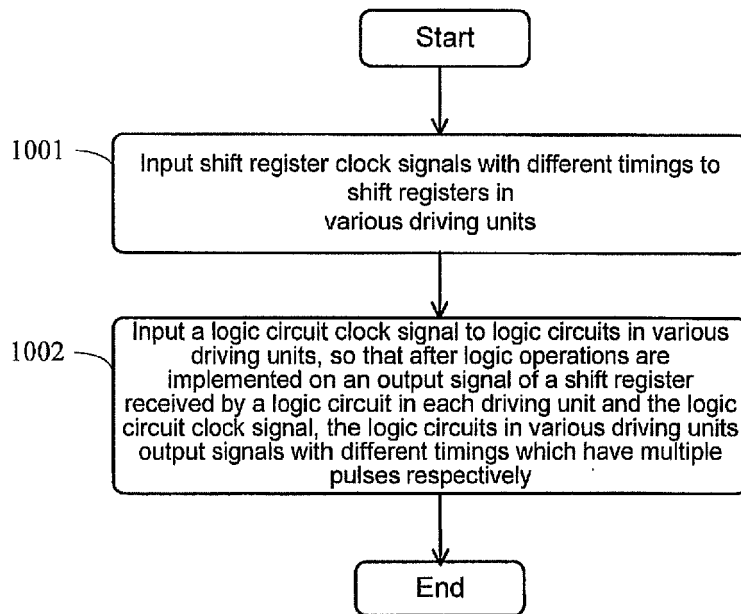 Start
1001
Input shift register clock signals with different timings to
shift registers in
various driving units
1002
Input a logic circuit clock signal to logic circuits in various
driving units, so that after logic operations are
implemented on an output signal of a shift register
received by a logic circuit in each driving unit and the logic
circuit clock signal, the logic circuits in various driving units
output signals with different timings which have multiple
pulses respectively
End